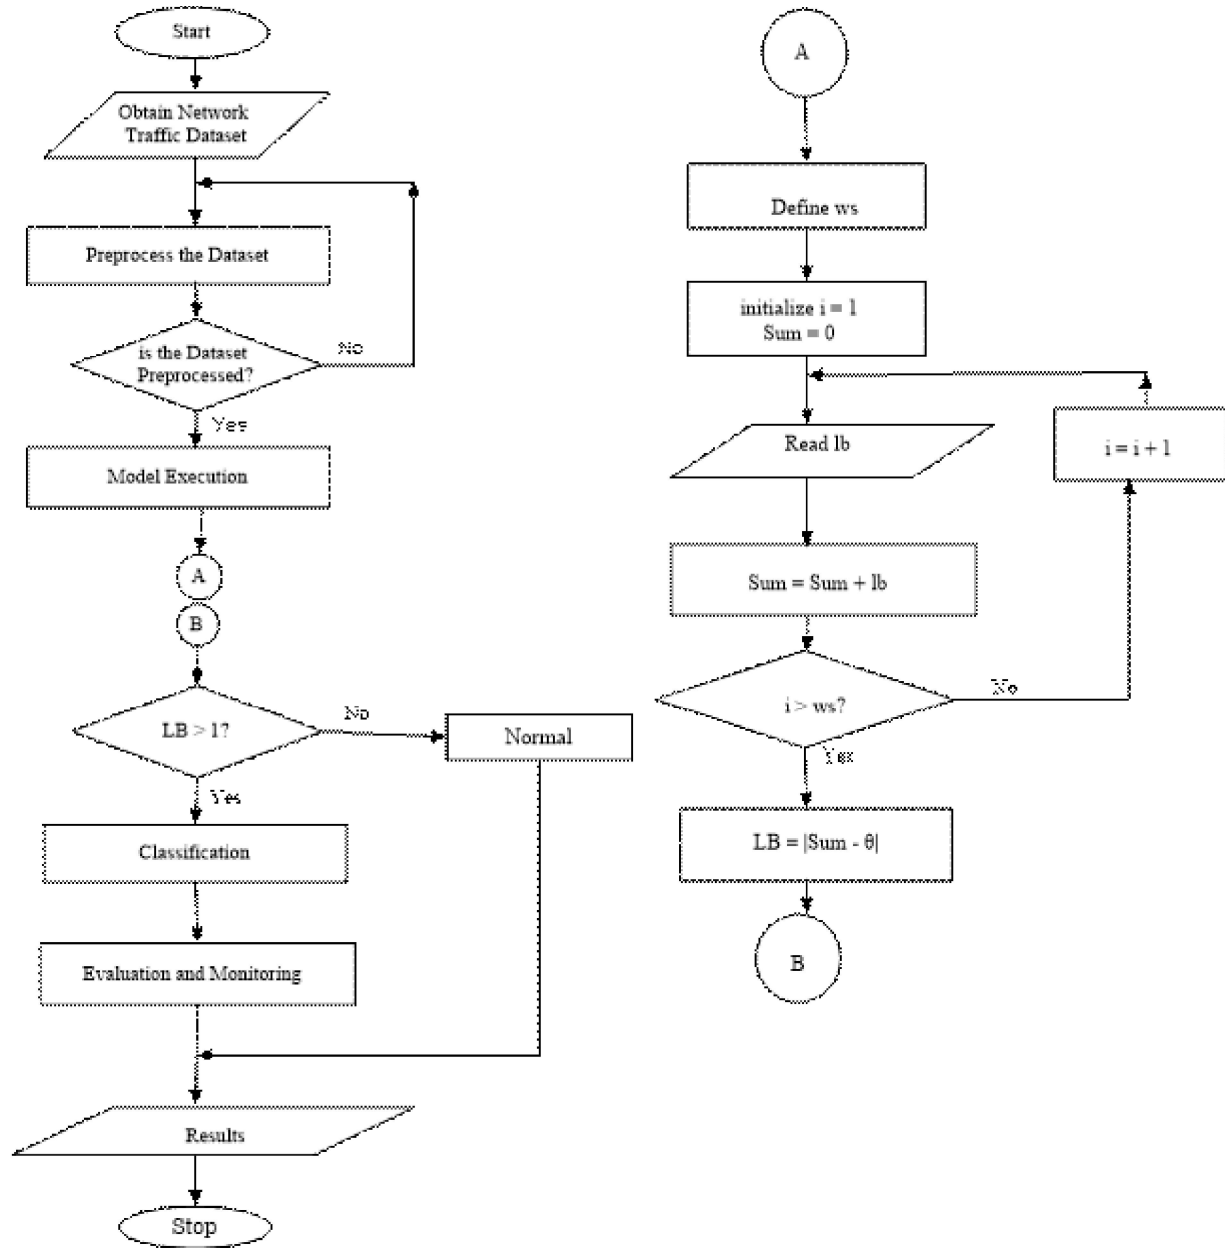 Start
Obtain Network
Traffic Dataset
Preprocess the Dataset
is the Dataset
Preprocessed?
No
Yes
Model Execution
A
B
LB > 1?
No
Normal
Yes
Classification
Evaluation and Monitoring
Results
Stop
A
Define ws
initialize i = 1
Sum = 0
Read lb
i = i + 1
Sum = Sum + lb
i > ws?
No
Yes
LB = |Sum - θ|
B